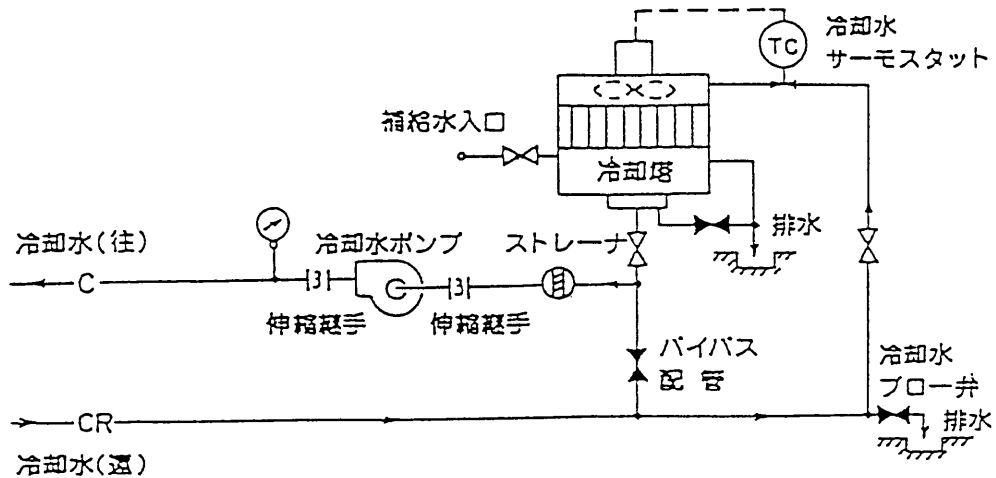 TC
冷却水
サーモスタット
補給水入口
冷却塔
冷却水(往)
冷却水ポンプ
ストレーナ
排水
C
伸縮継手
伸縮継手
バイパス
配管
冷却水
ブロー弁
排水
CR
冷却水(還)